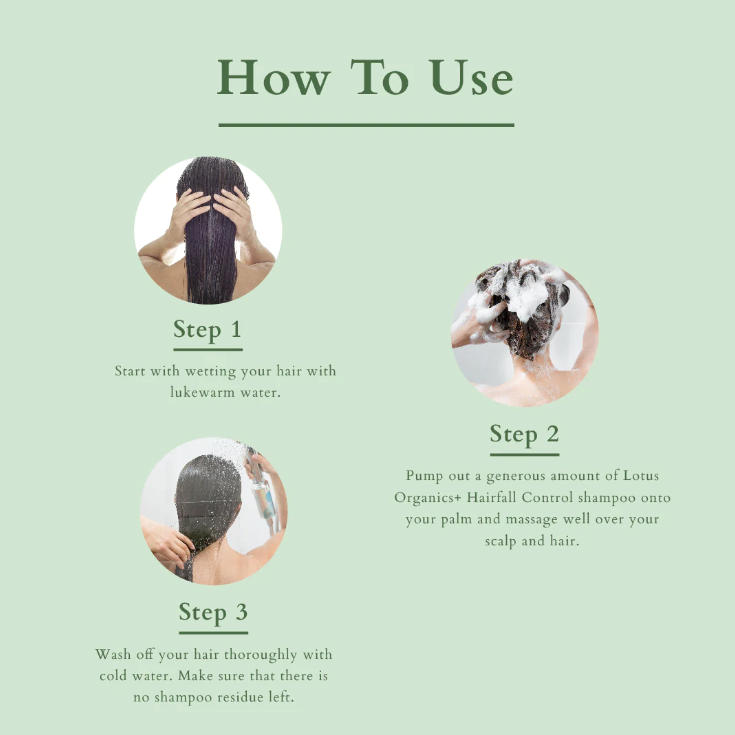 How To Use
Step 1
Start with wetting your hair with
lukewarm water.
Step 2
Pump out a generous amount of Lotus
Organics+ Hairfall Control shampoo onto
your palm and massage well over your
scalp and hair.
Step 3
Wash off your hair thoroughly with
cold water. Make sure that there is
no shampoo residue left.